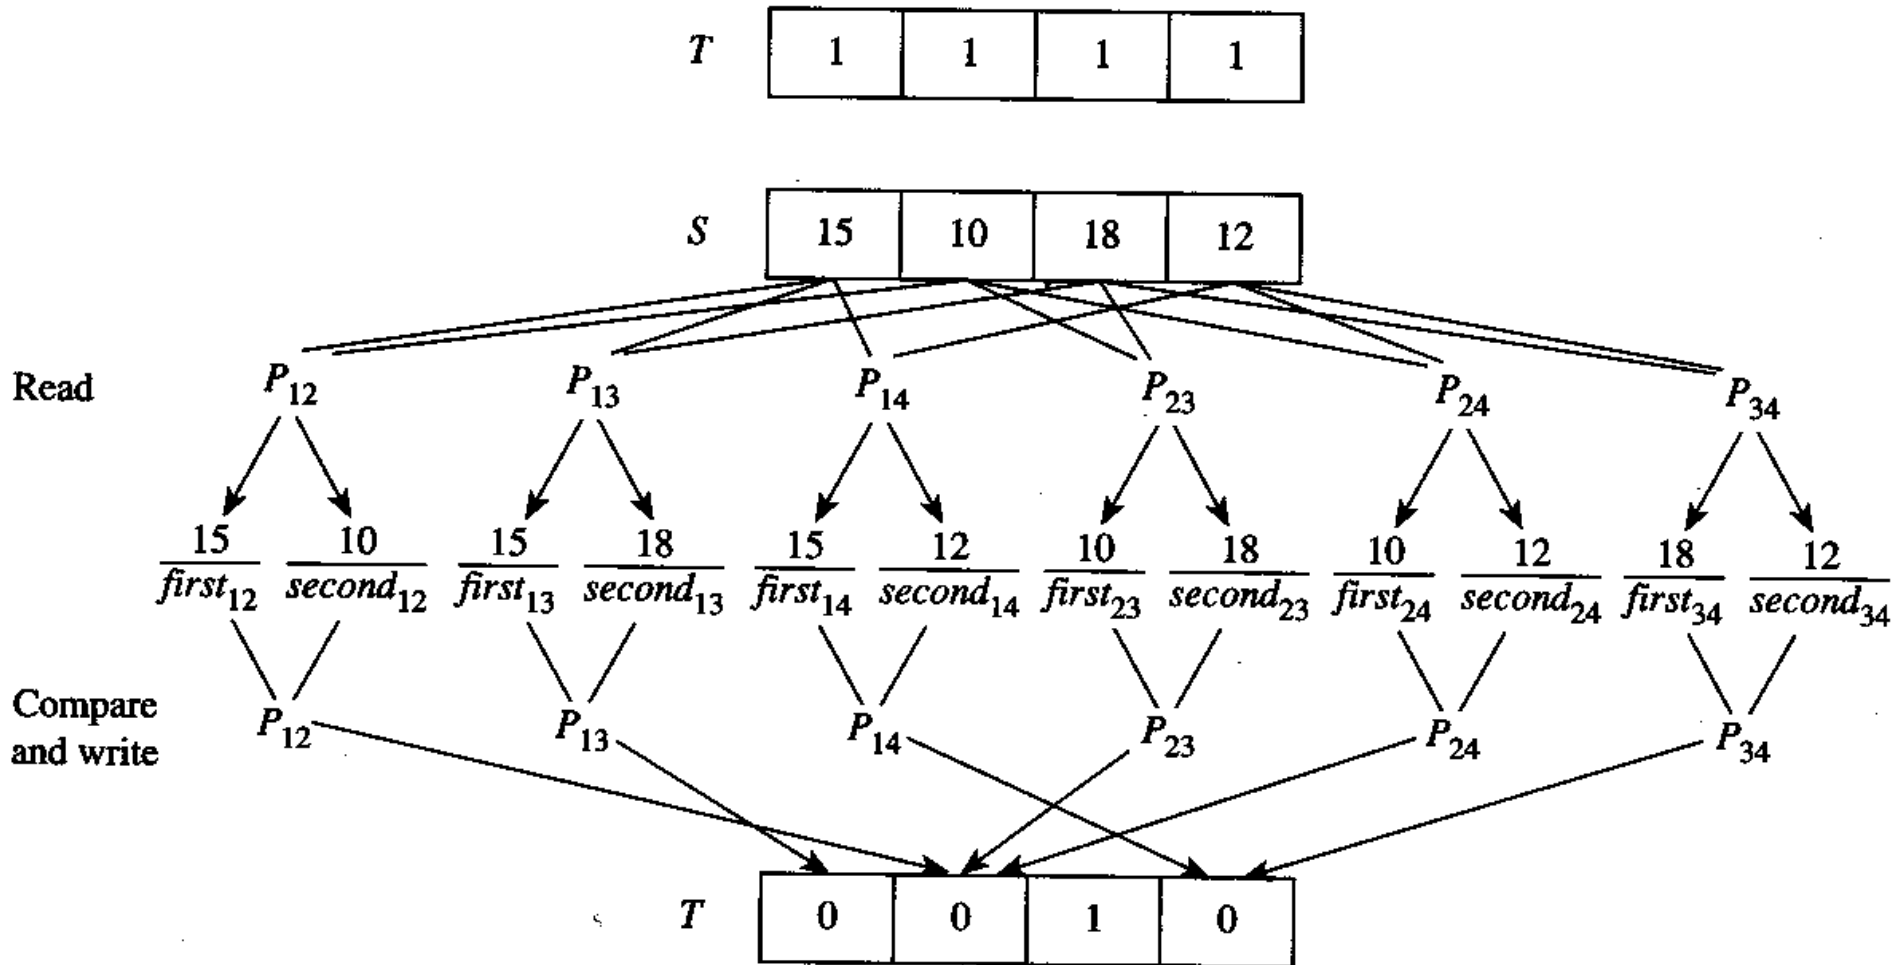 T 1 1 1 1
S 15 10 18 12
Read P12 P13 P14 P23 P24 P34
15 10 15 18 15 12 10 18 10 12 18 12
first12 second12 first13 second13 first14 second14 first23 second23 first24 second24 first34 second34
Compare
and write P12 P13 P14 P23 P24 P34
T 0 0 1 0